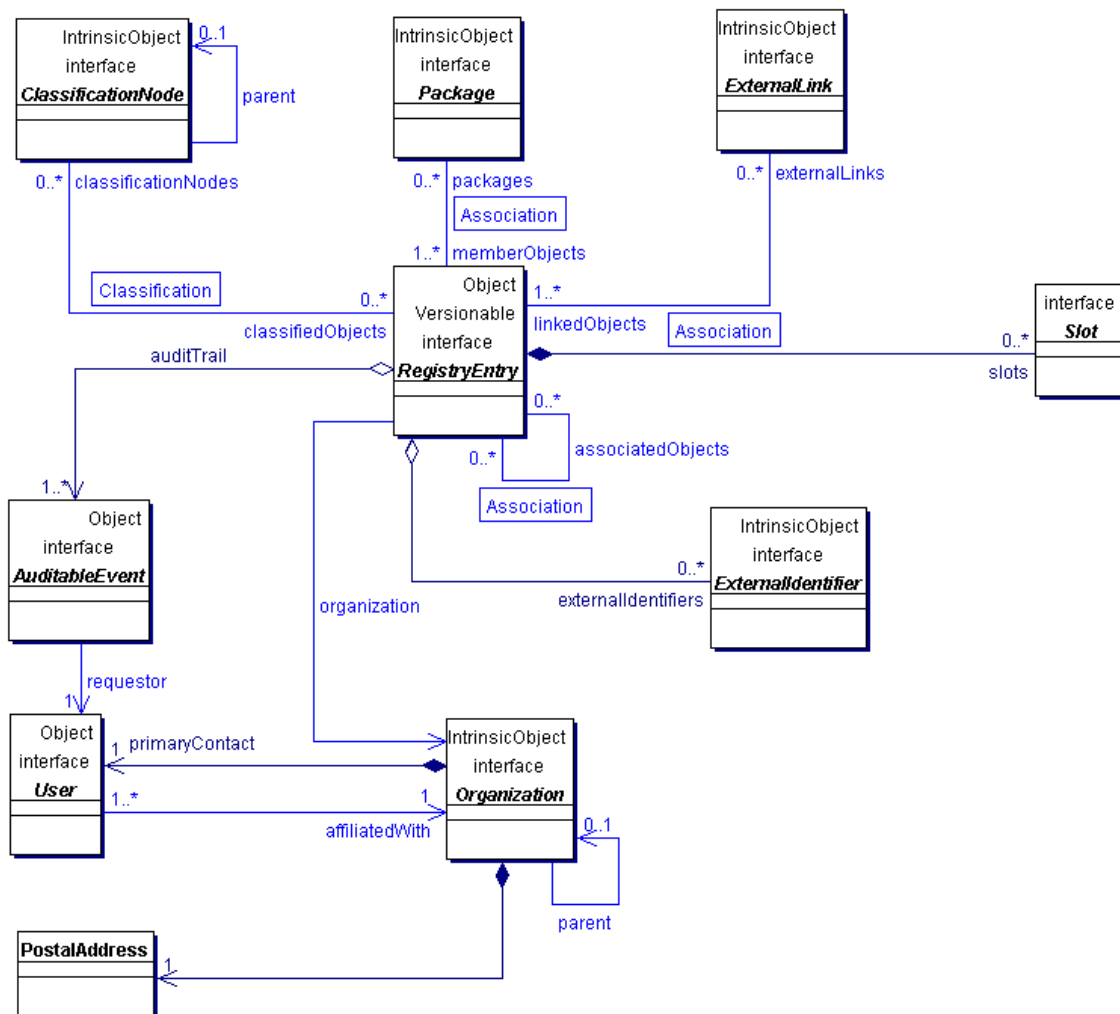 IntrinsicObject
interface
ClassificationNode
0..1
parent
0..*
classificationNodes
IntrinsicObject
interface
Package
0..*
packages
Association
1..*
memberObjects
IntrinsicObject
interface
ExternalLink
0..*
externalLinks
Classification
0..*
classifiedObjects
Object
Versionable
interface
RegistryEntry
1..*
linkedObjects
Association
interface
Slot
0..*
slots
auditTrail
1..*
0..*
0..*
associatedObjects
Association
Object
interface
AuditableEvent
IntrinsicObject
interface
ExternalIdentifier
0..*
externalIdentifiers
organization
requestor
1
Object
interface
User
1
primaryContact
1..*
1
affiliatedWith
IntrinsicObject
interface
Organization
0..1
parent
PostalAddress
1